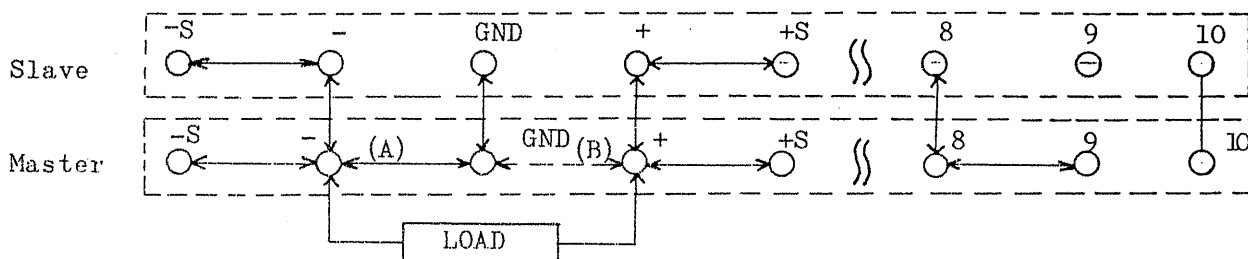 -S - GND + +S 8 9 10
Slave
-S - (A) GND (B) + +S 8 9 10
Master
LOAD